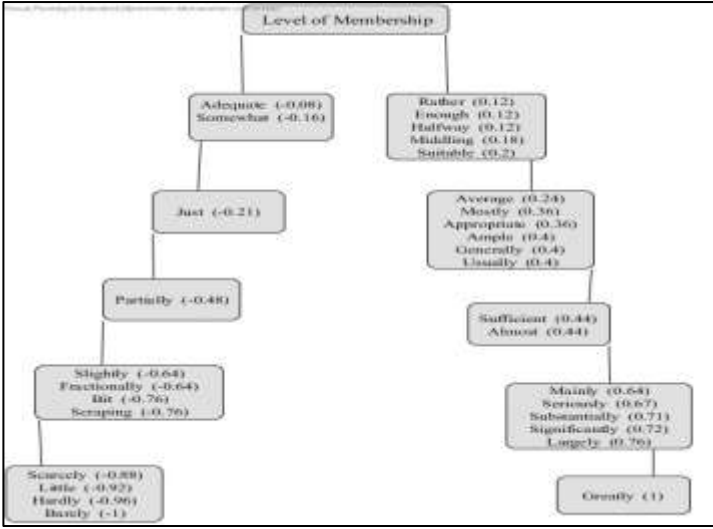 Level of Membership
Adequate (-0.08)
Somewhat (-0.16)
Rather (0.12)
Enough (0.12)
Halfway (0.12)
Middling (0.18)
Suitable (0.2)
Just (-0.21)
Average (0.24)
Mostly (0.36)
Appropriate (0.36)
Ample (0.4)
Generally (0.4)
Usually (0.4)
Partially (-0.48)
Sufficient (0.44)
Almost (0.44)
Slightly (-0.64)
Fractionally (-0.64)
Bit (-0.76)
Scraping (-0.76)
Mainly (0.64)
Seriously (0.67)
Substantially (0.71)
Significantly (0.72)
Largely (0.76)
Scarcely (-0.88)
Little (-0.92)
Hardly (-0.96)
Barely (-1)
Greatly (1)